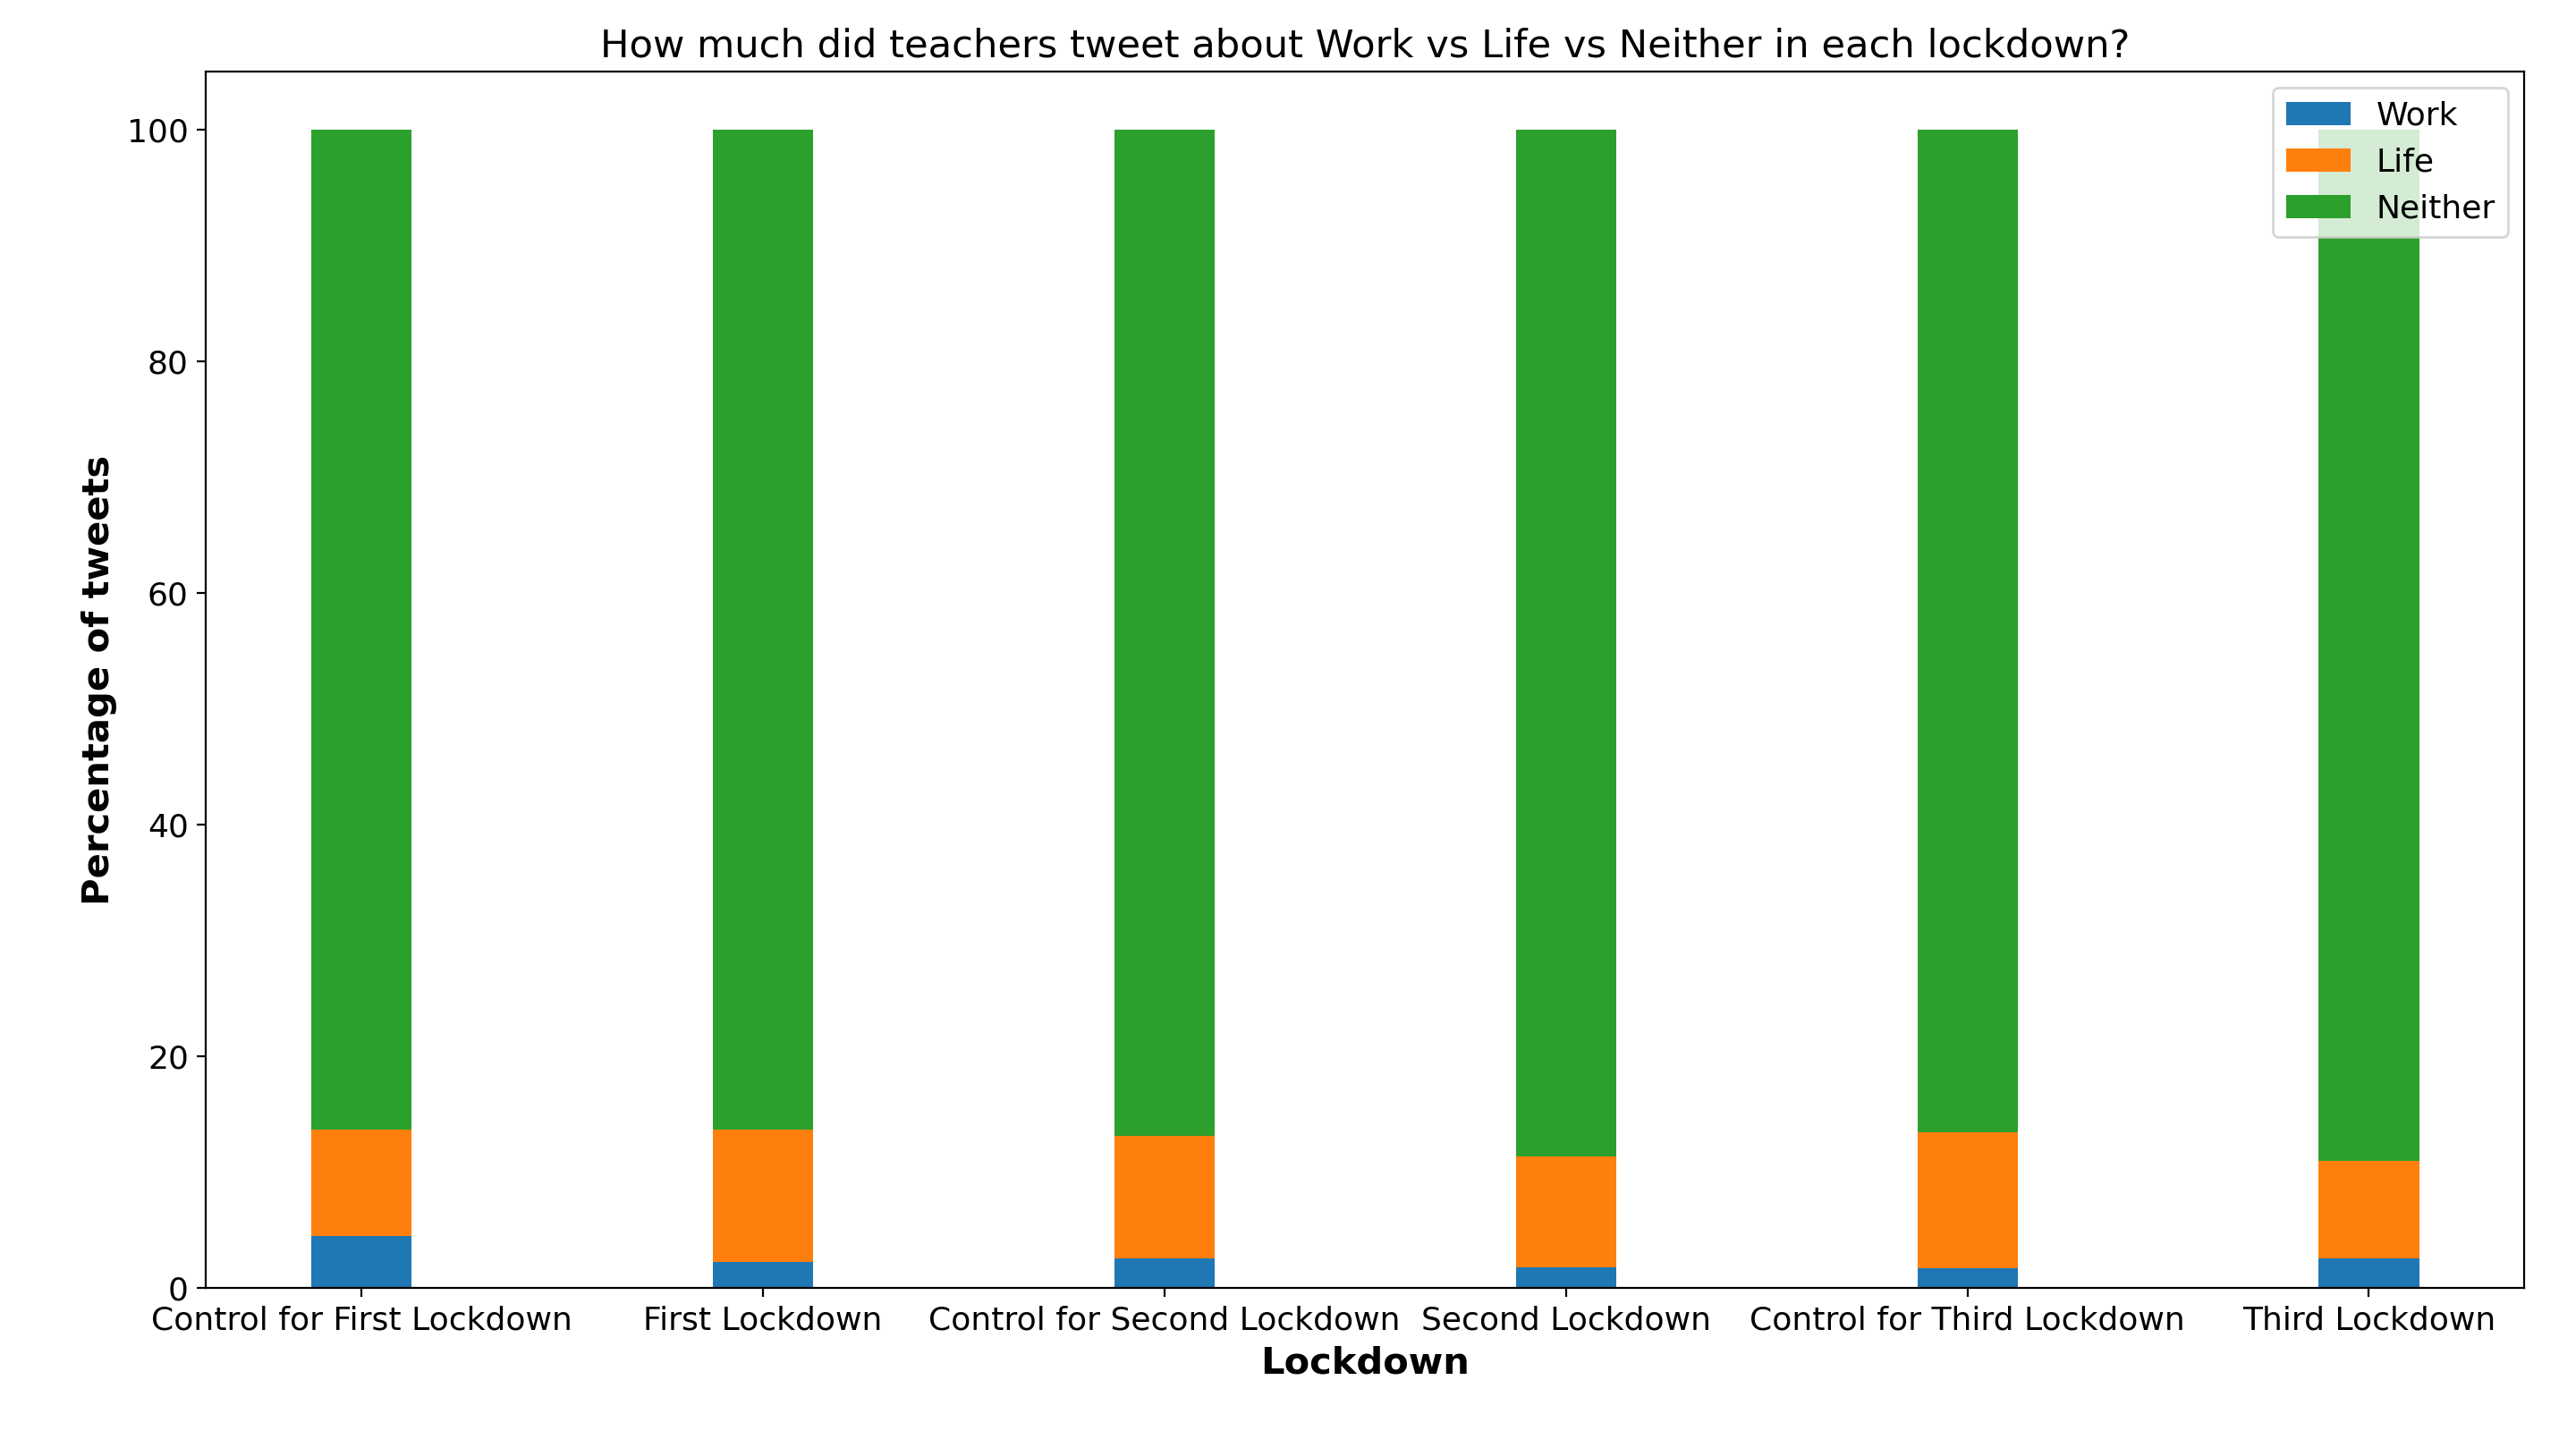 How much did teachers tweet about Work vs Life vs Neither in each lockdown?
Work
Life
Neither
100
80
60
40
20
0
Percentage of tweets
Control for First Lockdown
First Lockdown
Control for Second Lockdown
Second Lockdown
Control for Third Lockdown
Third Lockdown
Lockdown